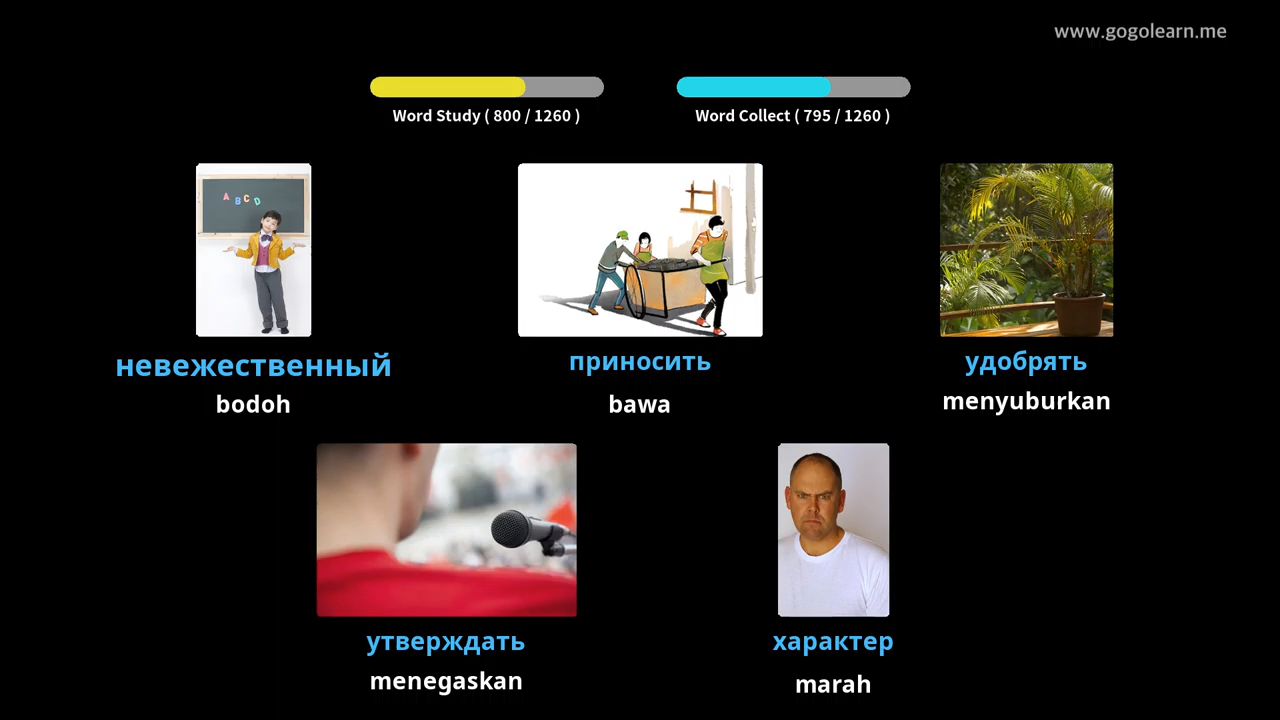 www.gogolearn.me
Word Study ( 800 / 1260 )
Word Collect ( 795 / 1260 )
A B C D
невежественный
bodoh
приносить
bawa
удобрять
menyuburkan
утверждать
menegaskan
характер
marah